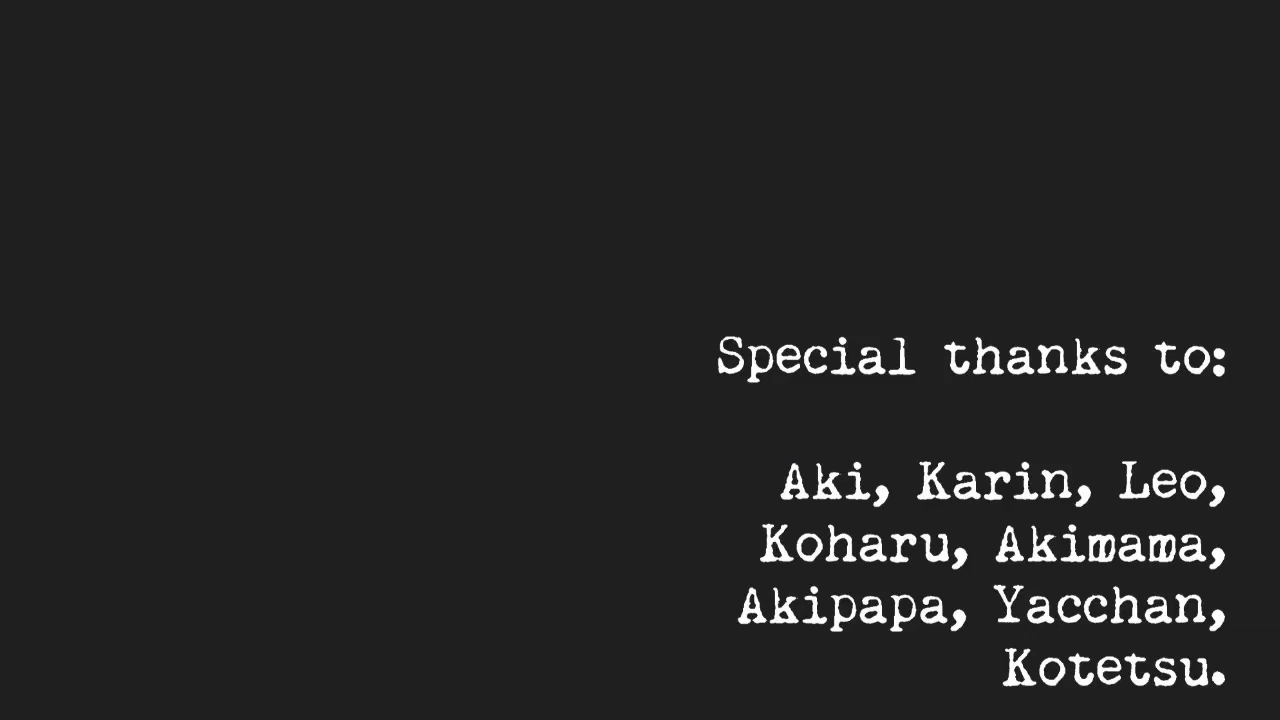 Special thanks to:
Aki, Karin, Leo,
Koharu, Akimama,
Akipapa, Yacchan,
Kotetsu.